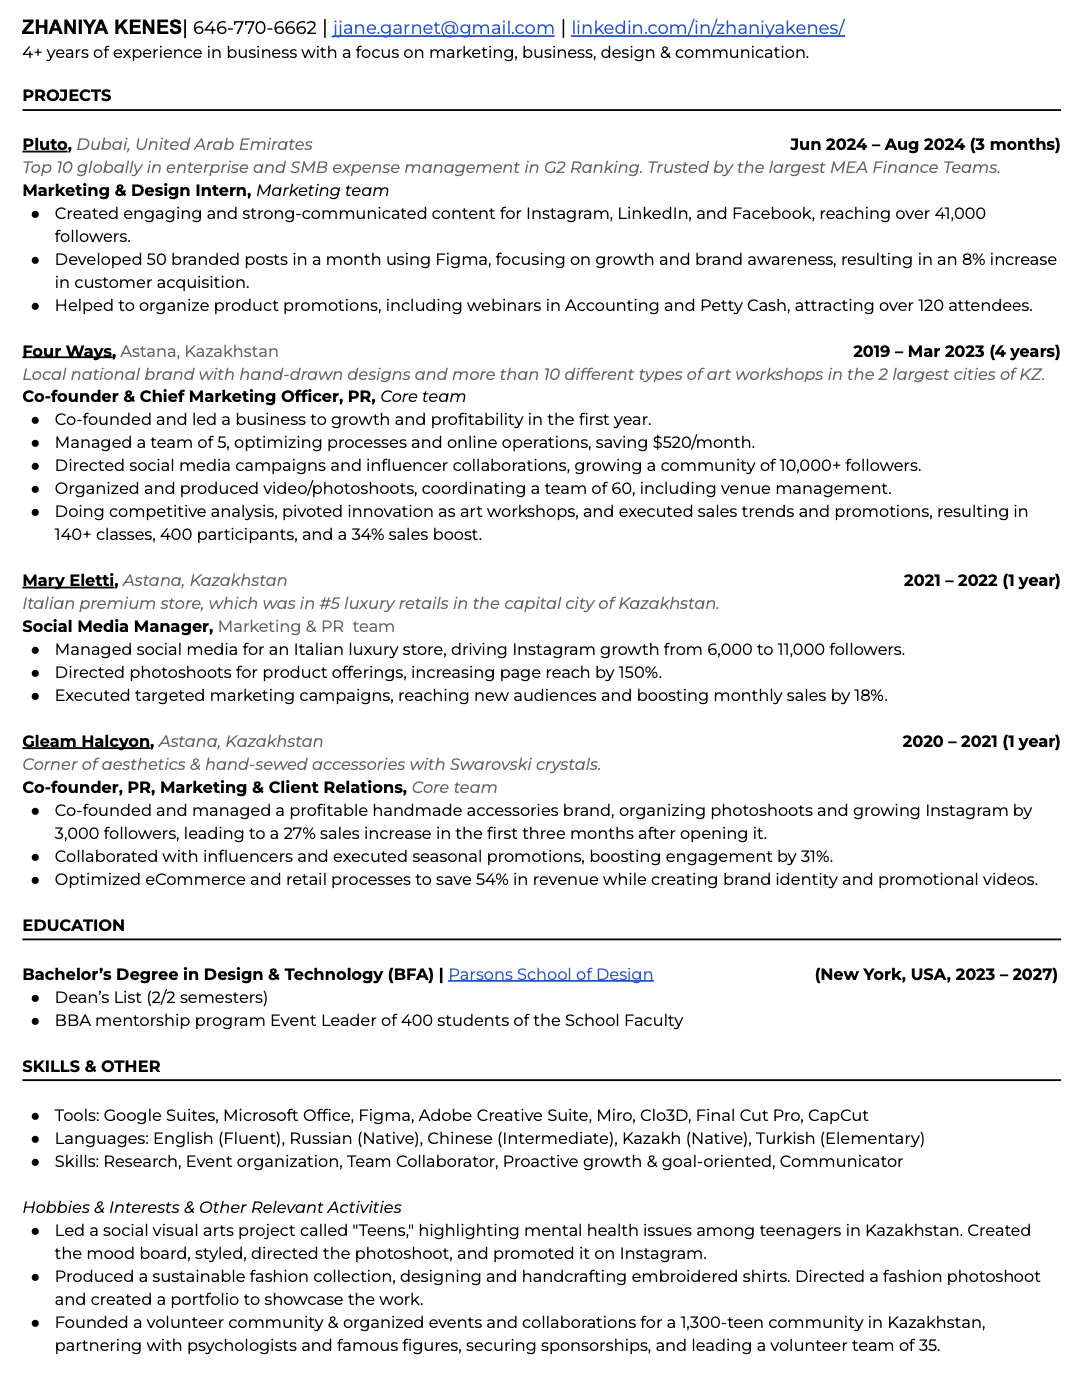 ZHANIYA KENES| 646-770-6662 | jjane.garnet@gmail.com | linkedin.com/in/zhaniyakenes/
4+ years of experience in business with a focus on marketing, business, design & communication.
PROJECTS
Pluto, Dubai, United Arab Emirates Jun 2024 – Aug 2024 (3 months)
Top 10 globally in enterprise and SMB expense management in G2 Ranking. Trusted by the largest MEA Finance Teams.
Marketing & Design Intern, Marketing team
● Created engaging and strong-communicated content for Instagram, LinkedIn, and Facebook, reaching over 41,000
followers.
● Developed 50 branded posts in a month using Figma, focusing on growth and brand awareness, resulting in an 8% increase
in customer acquisition.
● Helped to organize product promotions, including webinars in Accounting and Petty Cash, attracting over 120 attendees.
Four Ways, Astana, Kazakhstan 2019 – Mar 2023 (4 years)
Local national brand with hand-drawn designs and more than 10 different types of art workshops in the 2 largest cities of KZ.
Co-founder & Chief Marketing Officer, PR, Core team
● Co-founded and led a business to growth and profitability in the first year.
● Managed a team of 5, optimizing processes and online operations, saving $520/month.
● Directed social media campaigns and influencer collaborations, growing a community of 10,000+ followers.
● Organized and produced video/photoshoots, coordinating a team of 60, including venue management.
● Doing competitive analysis, pivoted innovation as art workshops, and executed sales trends and promotions, resulting in
140+ classes, 400 participants, and a 34% sales boost.
Mary Eletti, Astana, Kazakhstan 2021 – 2022 (1 year)
Italian premium store, which was in #5 luxury retails in the capital city of Kazakhstan.
Social Media Manager, Marketing & PR team
● Managed social media for an Italian luxury store, driving Instagram growth from 6,000 to 11,000 followers.
● Directed photoshoots for product offerings, increasing page reach by 150%.
● Executed targeted marketing campaigns, reaching new audiences and boosting monthly sales by 18%.
Gleam Halcyon, Astana, Kazakhstan 2020 – 2021 (1 year)
Corner of aesthetics & hand-sewed accessories with Swarovski crystals.
Co-founder, PR, Marketing & Client Relations, Core team
● Co-founded and managed a profitable handmade accessories brand, organizing photoshoots and growing Instagram by
3,000 followers, leading to a 27% sales increase in the first three months after opening it.
● Collaborated with influencers and executed seasonal promotions, boosting engagement by 31%.
● Optimized eCommerce and retail processes to save 54% in revenue while creating brand identity and promotional videos.
EDUCATION
Bachelor’s Degree in Design & Technology (BFA) | Parsons School of Design (New York, USA, 2023 – 2027)
● Dean’s List (2/2 semesters)
● BBA mentorship program Event Leader of 400 students of the School Faculty
SKILLS & OTHER
● Tools: Google Suites, Microsoft Office, Figma, Adobe Creative Suite, Miro, Clo3D, Final Cut Pro, CapCut
● Languages: English (Fluent), Russian (Native), Chinese (Intermediate), Kazakh (Native), Turkish (Elementary)
● Skills: Research, Event organization, Team Collaborator, Proactive growth & goal-oriented, Communicator
Hobbies & Interests & Other Relevant Activities
● Led a social visual arts project called "Teens," highlighting mental health issues among teenagers in Kazakhstan. Created
the mood board, styled, directed the photoshoot, and promoted it on Instagram.
● Produced a sustainable fashion collection, designing and handcrafting embroidered shirts. Directed a fashion photoshoot
and created a portfolio to showcase the work.
● Founded a volunteer community & organized events and collaborations for a 1,300-teen community in Kazakhstan,
partnering with psychologists and famous figures, securing sponsorships, and leading a volunteer team of 35.